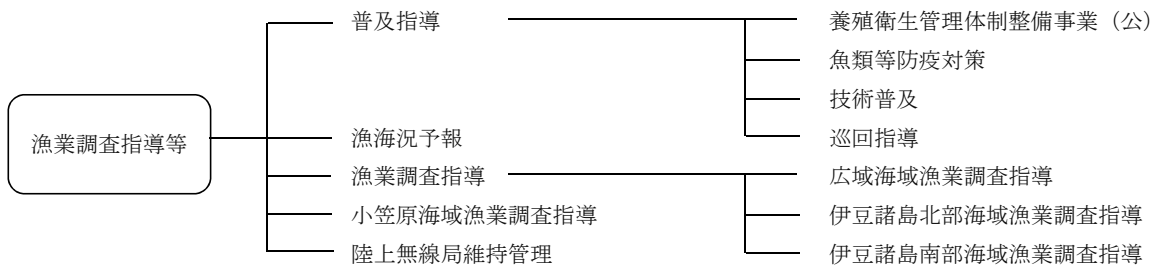 普及指導
養殖衛生管理体制整備事業（公）
魚類等防疫対策
技術普及
漁業調査指導等
漁海況予報
巡回指導
漁業調査指導
広域海域漁業調査指導
小笠原海域漁業調査指導
伊豆諸島北部海域漁業調査指導
陸上無線局維持管理
伊豆諸島南部海域漁業調査指導